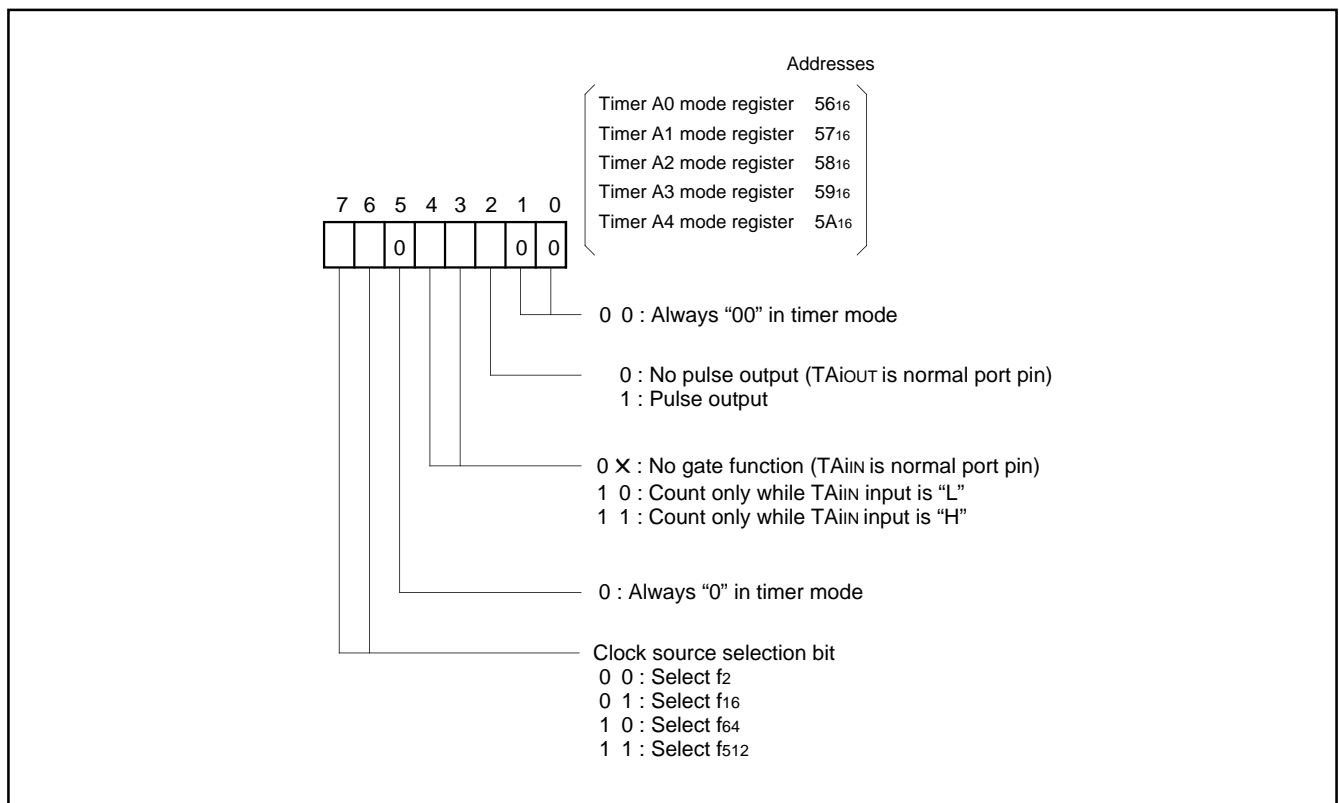 Addresses
Timer A0 mode register 5616
Timer A1 mode register 5716
Timer A2 mode register 5816
Timer A3 mode register 5916
Timer A4 mode register 5A16
7 6 5 4 3 2 1 0
0 0 0
0 0 : Always “00” in timer mode
0 : No pulse output (TAiOUT is normal port pin)
1 : Pulse output
0 X : No gate function (TAiIN is normal port pin)
1 0 : Count only while TAiIN input is “L”
1 1 : Count only while TAiIN input is “H”
0 : Always “0” in timer mode
Clock source selection bit
0 0 : Select f2
0 1 : Select f16
1 0 : Select f64
1 1 : Select f512